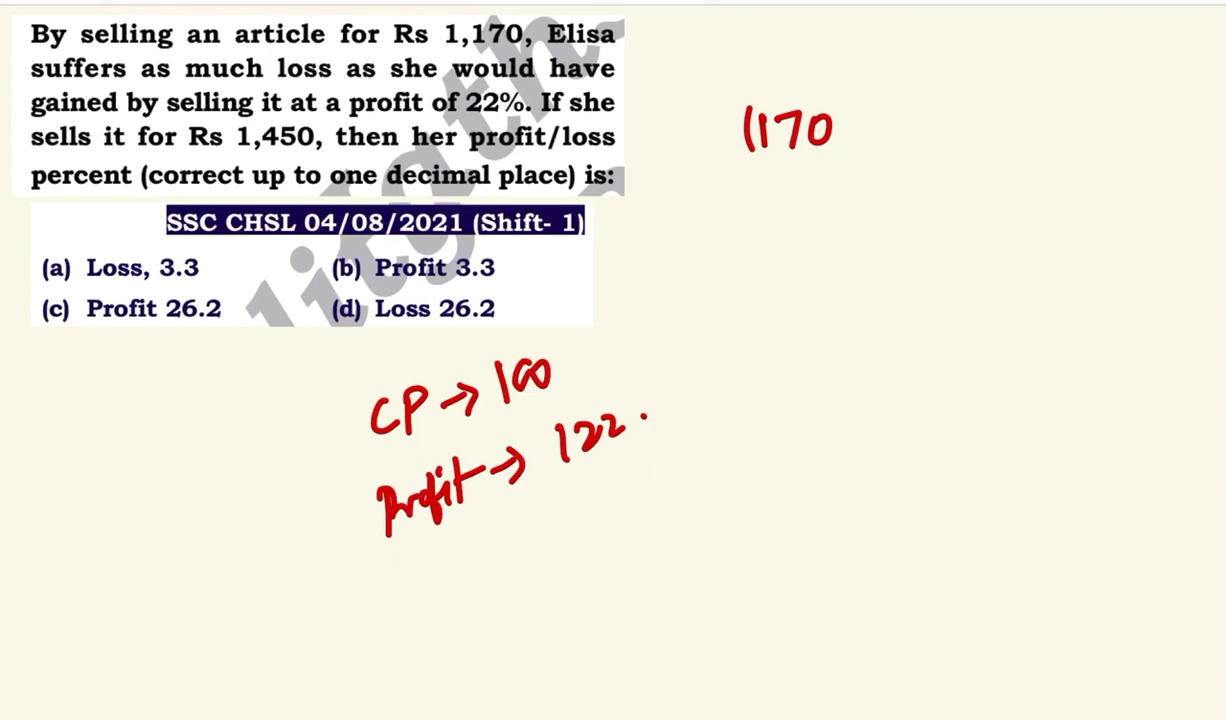 By selling an article for Rs 1,170, Elisa
suffers as much loss as she would have
gained by selling it at a profit of 22%. If she
sells it for Rs 1,450, then her profit/loss
percent (correct up to one decimal place) is:
SSC CHSL 04/08/2021 (Shift- 1)
(a) Loss, 3.3 (b) Profit 3.3
(c) Profit 26.2 (d) Loss 26.2
1170
CP → 100
Profit → 122